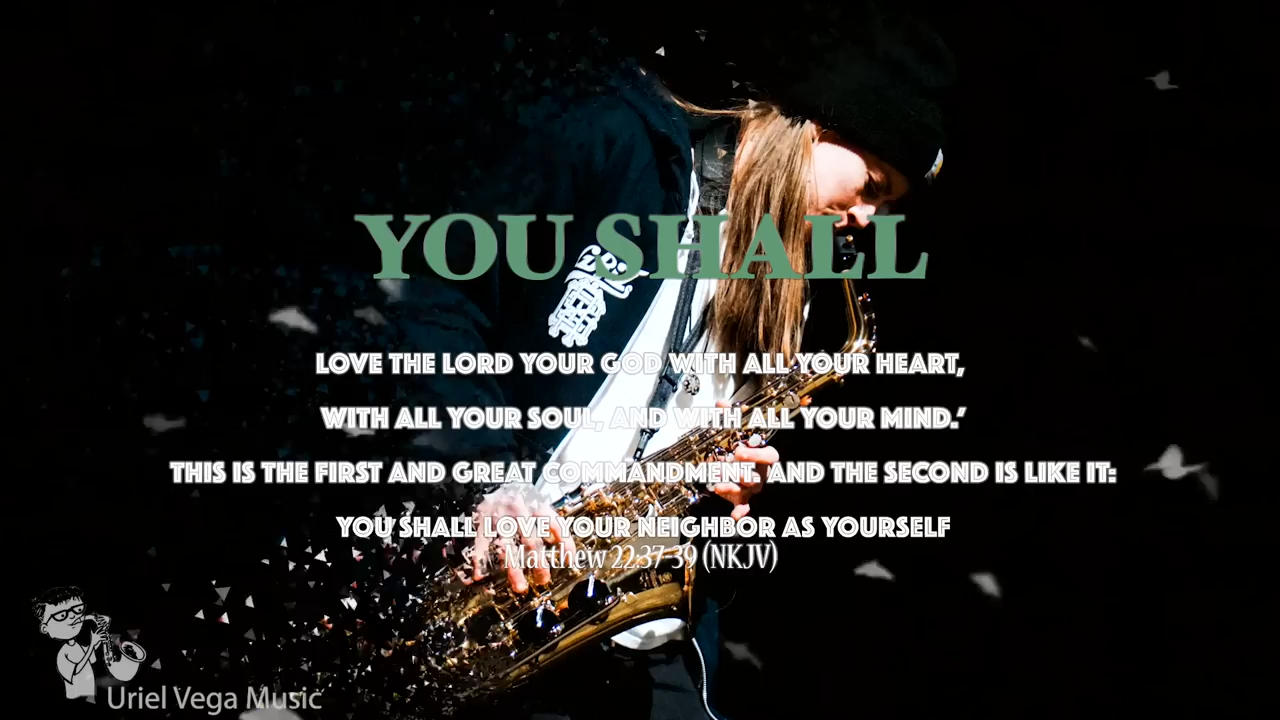 YOU SHALL
LOVE THE LORD YOUR GOD WITH ALL YOUR HEART,
WITH ALL YOUR SOUL, AND WITH ALL YOUR MIND.’
THIS IS THE FIRST AND GREAT COMMANDMENT. AND THE SECOND IS LIKE IT:
YOU SHALL LOVE YOUR NEIGHBOR AS YOURSELF
Matthew 22:37-39 (NKJV)
Uriel Vega Music